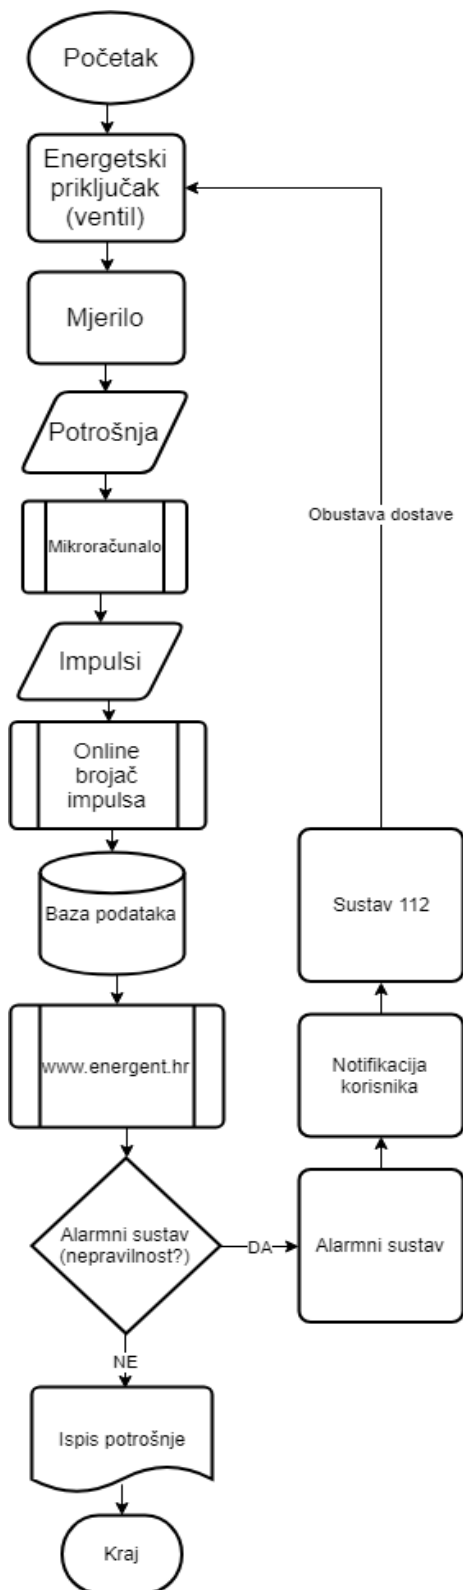 Početak
Energetski
priključak
(ventil)
Mjerilo
Potrošnja
Mikroračunalo
Impulsi
Online
brojač
impulsa
Baza podataka
www.energent.hr
Alarmni sustav
(nepravilnost?)
DA
Alarmni sustav
Notifikacija
korisnika
Sustav 112
Obustava dostave
NE
Ispis potrošnje
Kraj